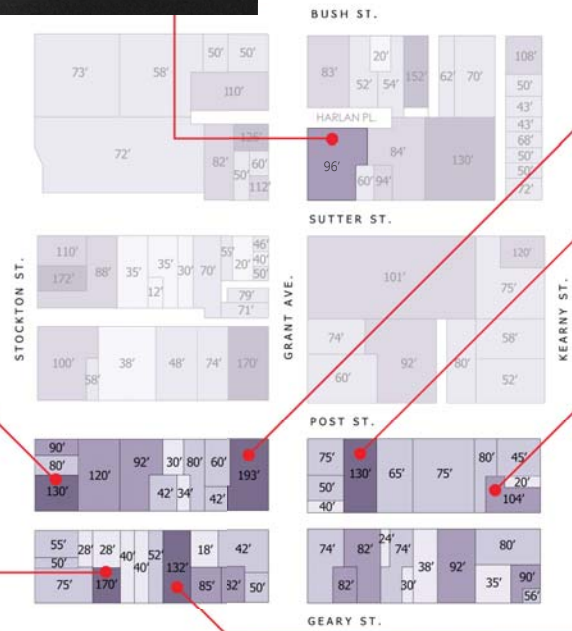 BUSH ST.
50' 50'
73' 58'
110'
83' 20' 152' 62' 70' 108'
52' 54' 50'
HARLAN PL.
43'
43'
68'
50'
50'
72'
72' 82' 126' 60'
50' 112'
96' 84' 130'
60' 94'
SUTTER ST.
STOCKTON ST.
GRANT AVE.
KEARNY ST.
110' 88' 35' 35' 30' 70' 55' 20' 46'
40'
172' 12' 50'
79'
71'
101' 120'
75'
100' 58' 38' 48' 74' 170'
74' 92' 80' 58'
60' 52'
POST ST.
90' 120' 92' 30' 80' 60' 193'
80'
130' 42' 34' 42'
75' 130' 65' 75' 80' 45'
50' 20'
40' 104'
55' 28' 28' 40' 40' 52' 132' 18' 42'
50'
75' 170' 85' 32' 50'
74' 82' 24' 74' 38' 92' 80'
82' 30' 35' 90'
56'
GEARY ST.